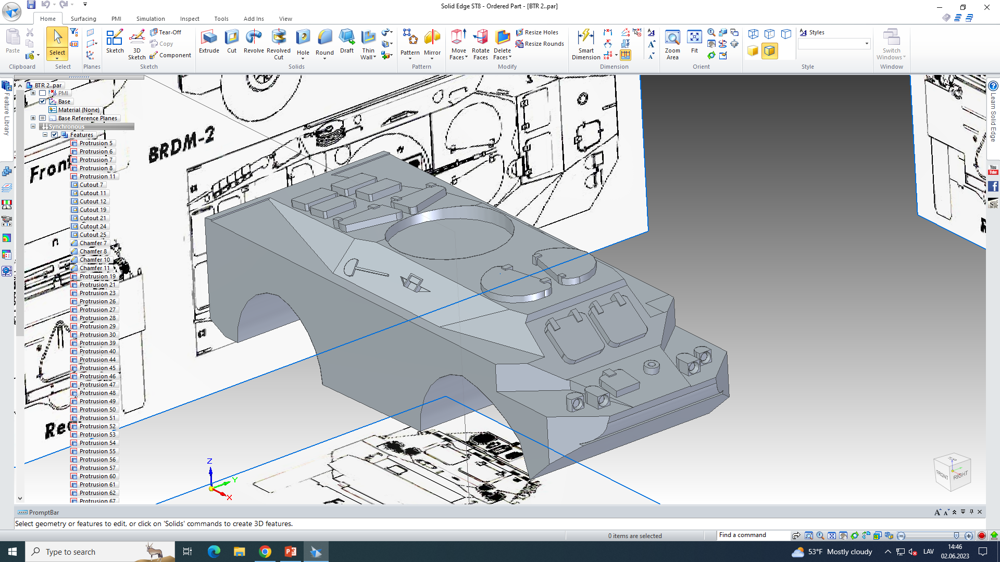 Solid Edge ST8 - Ordered Part - [BTR 2..par]
Home Surfacing PMI Simulation Inspect Tools Add Ins View
Paste
Clipboard
Select
Select
Planes
Sketch
3D Sketch
Tear-Off
Copy
Component
Sketch
Extrude
Cut
Revolve
Revolved Cut
Hole
Round
Draft
Thin Wall
Solids
Pattern
Mirror
Pattern
Move Faces
Rotate Faces
Delete Faces
Resize Holes
Resize Rounds
Modify
Smart Dimension
Dimension
Zoom Area
Fit
Orient
Styles
Style
Switch Windows
Window
Feature Library
Learn Solid Edge
You Tube
BTR 2..par
PMI
Base
Material (None)
Base Reference Planes
Synchronous
Features
Protrusion 5
Protrusion 6
Protrusion 7
Protrusion 8
Protrusion 11
Cutout 7
Cutout 11
Cutout 12
Cutout 19
Cutout 21
Cutout 24
Cutout 25
Chamfer 7
Chamfer 8
Chamfer 10
Chamfer 11
Protrusion 19
Protrusion 21
Protrusion 23
Protrusion 26
Protrusion 27
Protrusion 28
Protrusion 29
Protrusion 30
Protrusion 39
Protrusion 40
Protrusion 44
Protrusion 45
Protrusion 46
Protrusion 47
Protrusion 48
Protrusion 49
Protrusion 50
Protrusion 51
Protrusion 52
Protrusion 53
Protrusion 54
Protrusion 55
Protrusion 56
Protrusion 57
Protrusion 60
Protrusion 61
Protrusion 62
Protrusion 67
BRDM-2
Fron
Re
Z
Y
X
TOP
FRONT
RIGHT
PromptBar
Select geometry or features to edit, or click on 'Solids' commands to create 3D features.
0 items are selected
Find a command
Type to search
53°F Mostly cloudy
LAV
14:46
02.06.2023